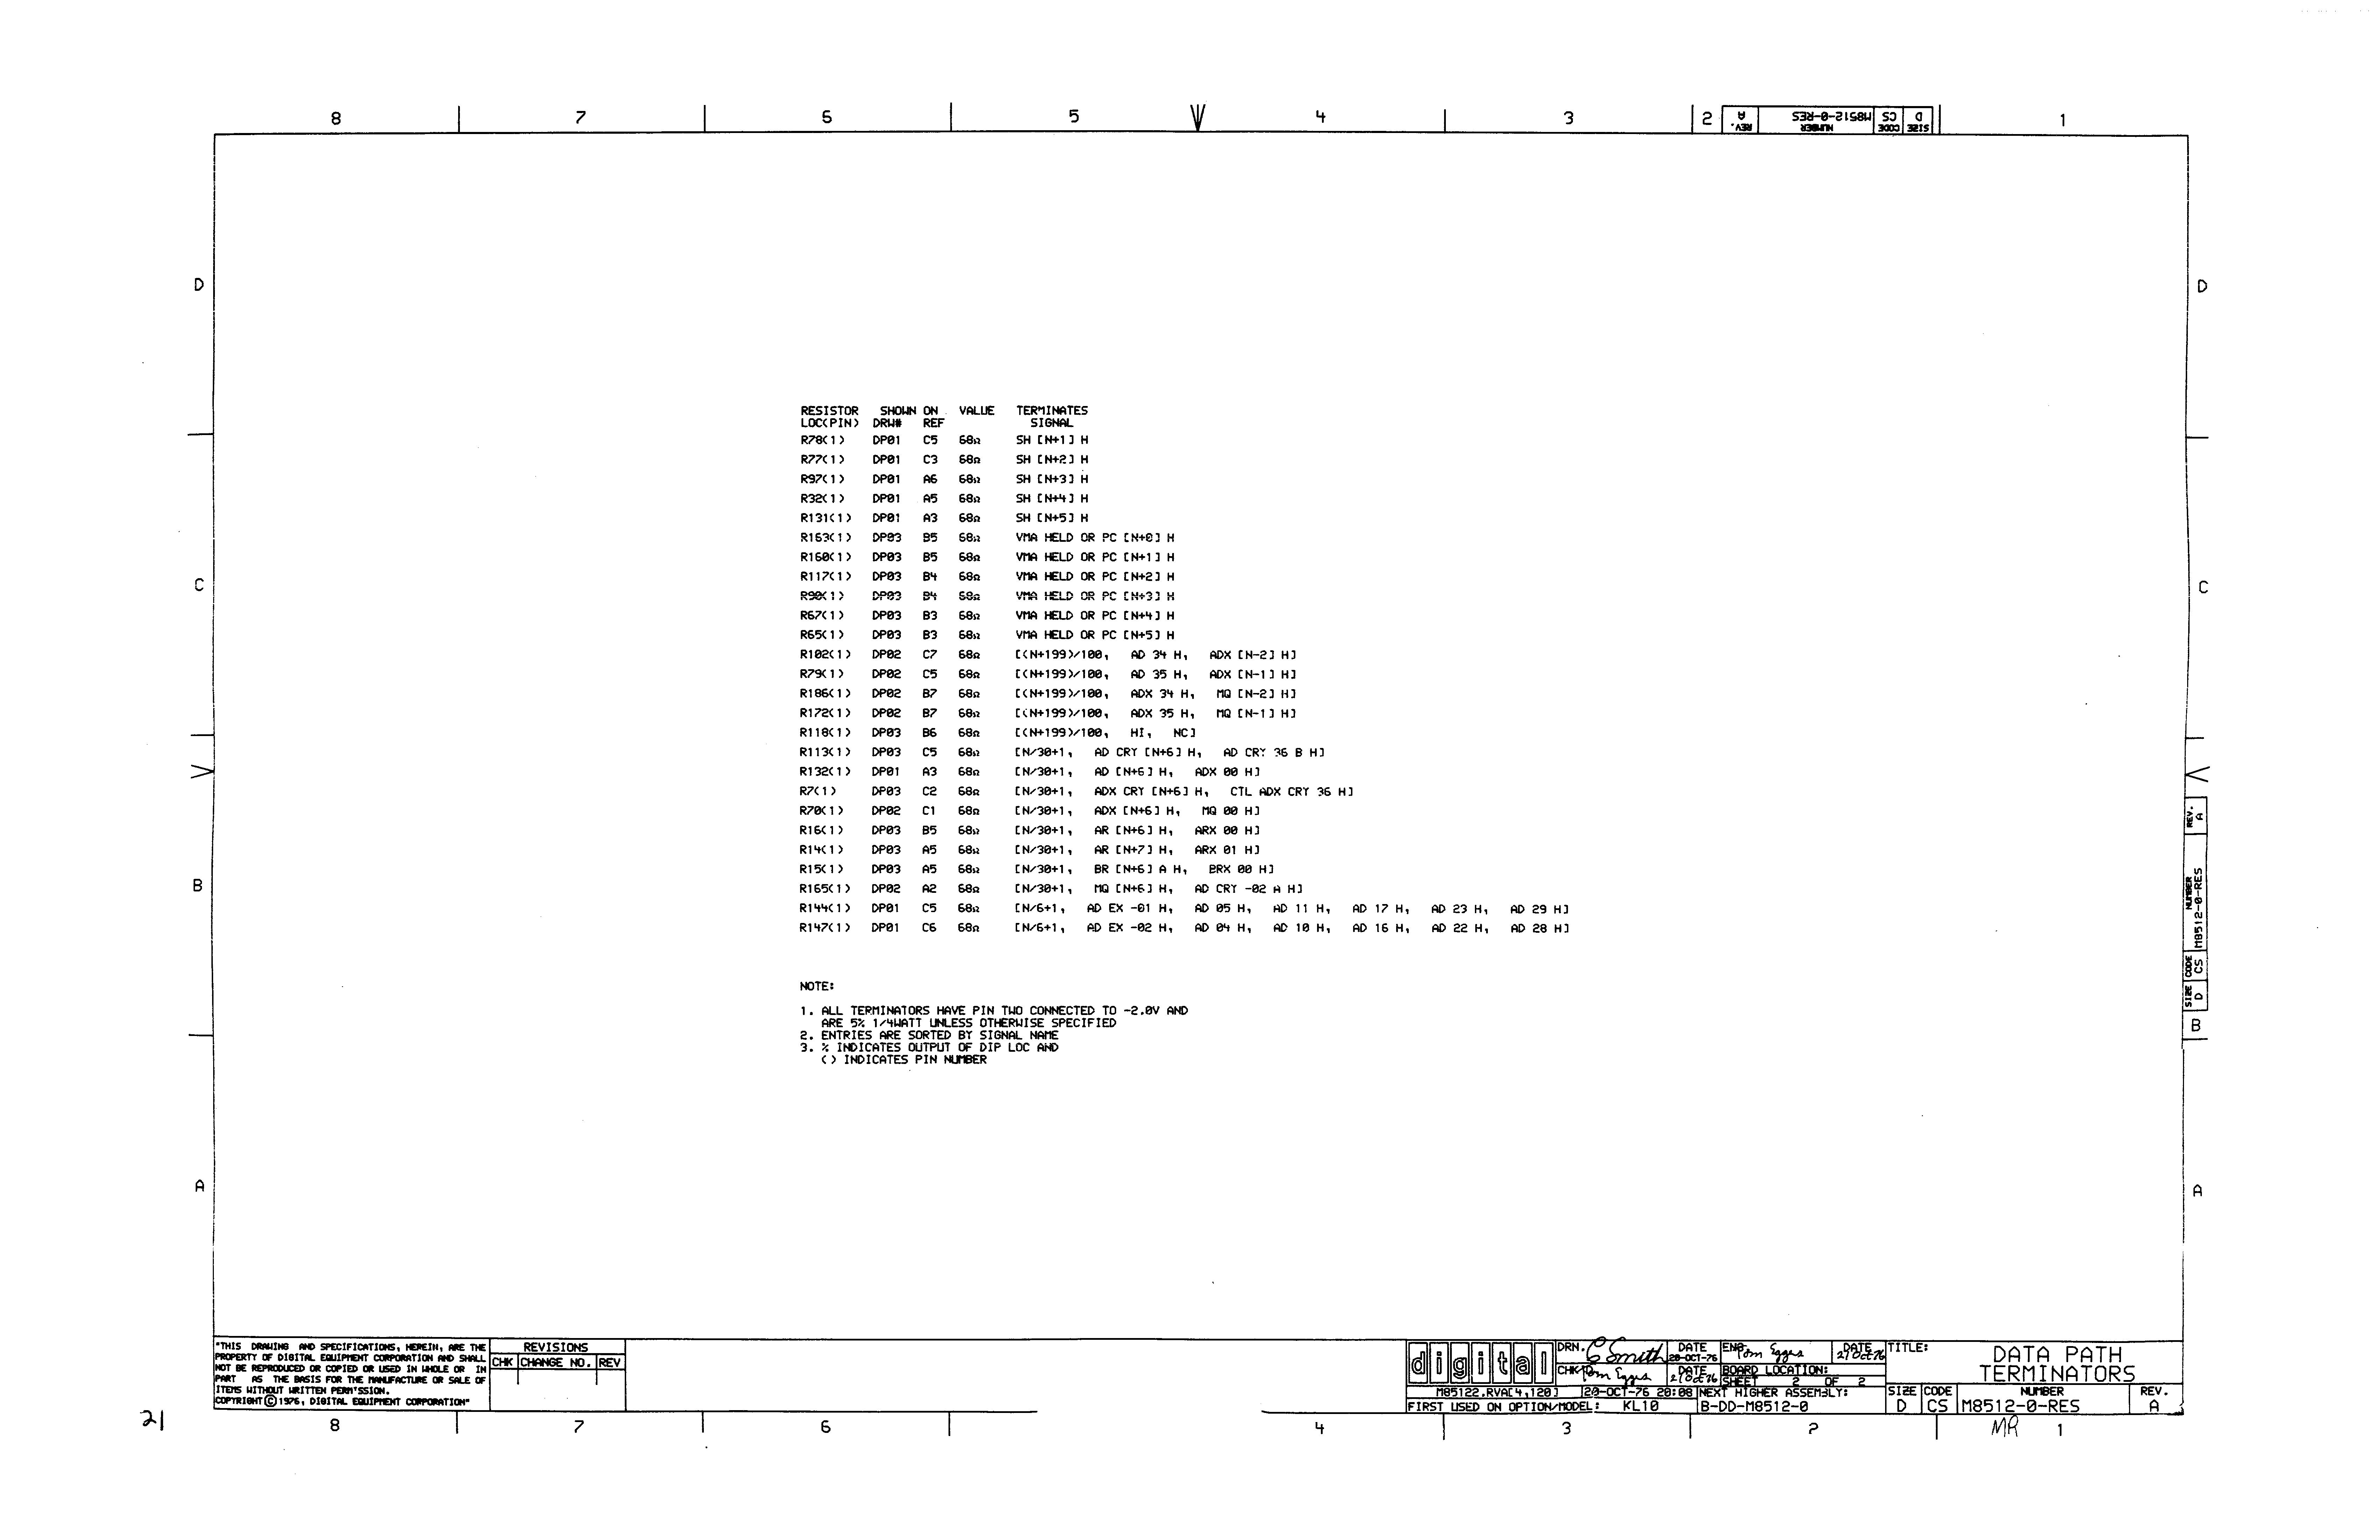 8 7 6 5 4 3 2 1
REV. A NUMBER M8512-0-RES CODE CS SIZE D
D D
C C
B B
A A
RESISTOR SHOWN ON VALUE TERMINATES
LOC(PIN) DRW# REF SIGNAL
R78(1) DP01 C5 68Ω SH [N+1] H
R77(1) DP01 C3 68Ω SH [N+2] H
R97(1) DP01 A6 68Ω SH [N+3] H
R32(1) DP01 A5 68Ω SH [N+4] H
R131(1) DP01 A3 68Ω SH [N+5] H
R163(1) DP03 B5 68Ω VMA HELD OR PC [N+0] H
R160(1) DP03 B5 68Ω VMA HELD OR PC [N+1] H
R117(1) DP03 B4 68Ω VMA HELD OR PC [N+2] H
R90(1) DP03 B4 68Ω VMA HELD OR PC [N+3] H
R67(1) DP03 B3 68Ω VMA HELD OR PC [N+4] H
R65(1) DP03 B3 68Ω VMA HELD OR PC [N+5] H
R102(1) DP02 C7 68Ω [(N+199)/100, AD 34 H, ADX [N-2] H]
R79(1) DP02 C5 68Ω [(N+199)/100, AD 35 H, ADX [N-1] H]
R186(1) DP02 B7 68Ω [(N+199)/100, ADX 34 H, MQ [N-2] H]
R172(1) DP02 B7 68Ω [(N+199)/100, ADX 35 H, MQ [N-1] H]
R118(1) DP03 B6 68Ω [(N+199)/100, HI, NC]
R113(1) DP03 C5 68Ω [N/30+1, AD CRY [N+6] H, AD CRY 36 B H]
R132(1) DP01 A3 68Ω [N/30+1, AD [N+6] H, ADX 00 H]
R7(1) DP03 C2 68Ω [N/30+1, ADX CRY [N+6] H, CTL ADX CRY 36 H]
R70(1) DP02 C1 68Ω [N/30+1, ADX [N+6] H, MQ 00 H]
R16(1) DP03 B5 68Ω [N/30+1, AR [N+6] H, ARX 00 H]
R14(1) DP03 A5 68Ω [N/30+1, AR [N+7] H, ARX 01 H]
R15(1) DP03 A5 68Ω [N/30+1, BR [N+6] A H, BRX 00 H]
R165(1) DP02 A2 68Ω [N/30+1, MQ [N+6] H, AD CRY -02 A H]
R144(1) DP01 C5 68Ω [N/6+1, AD EX -01 H, AD 05 H, AD 11 H, AD 17 H, AD 23 H, AD 29 H]
R147(1) DP01 C6 68Ω [N/6+1, AD EX -02 H, AD 04 H, AD 10 H, AD 16 H, AD 22 H, AD 28 H]
NOTE:
1. ALL TERMINATORS HAVE PIN TWO CONNECTED TO -2.0V AND
ARE 5% 1/4WATT UNLESS OTHERWISE SPECIFIED
2. ENTRIES ARE SORTED BY SIGNAL NAME
3. % INDICATES OUTPUT OF DIP LOC AND
( ) INDICATES PIN NUMBER
SIZE D CODE CS NUMBER M8512-0-RES REV. A
"THIS DRAWING AND SPECIFICATIONS, HEREIN, ARE THE
PROPERTY OF DIGITAL EQUIPMENT CORPORATION AND SHALL
NOT BE REPRODUCED OR COPIED OR USED IN WHOLE OR IN
PART AS THE BASIS FOR THE MANUFACTURE OR SALE OF
ITEMS WITHOUT WRITTEN PERM'SSION.
COPYRIGHT © 1976, DIGITAL EQUIPMENT CORPORATION"
REVISIONS
CHK CHANGE NO. REV
digital
DRN. C Smith DATE 20-OCT-76 ENG. Tom Eggers DATE 21 Oct 76
CHK'D Tom Eggers DATE 21 Oct 76 BOARD LOCATION:
SHEET 2 OF 2
M85122.RVA[4,120] 20-OCT-76 20:08 NEXT HIGHER ASSEMBLY:
FIRST USED ON OPTION/MODEL: KL10 B-DD-M8512-0
TITLE: DATA PATH
TERMINATORS
SIZE CODE NUMBER REV.
D CS M8512-0-RES A
21 8 7 6 4 3 2 MR 1